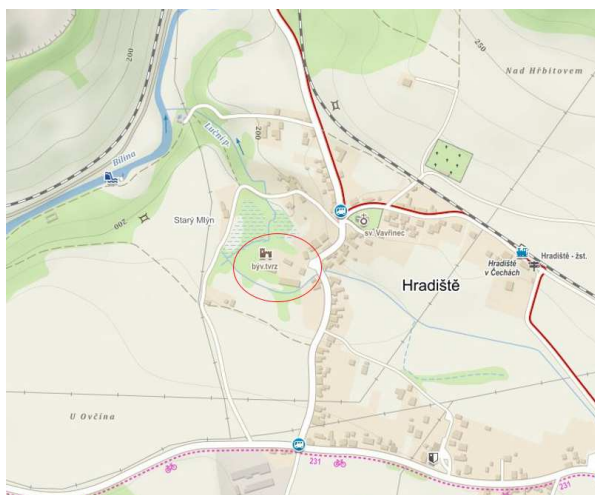 200
250
Nad Hřbitovem
Luční p.
200
Bílina
Starý Mlýn
200
sv. Vavřinec
býv. tvrz
Hradiště - žst.
Hradiště
v Čechách
Hradiště
U Ovčína
231
231